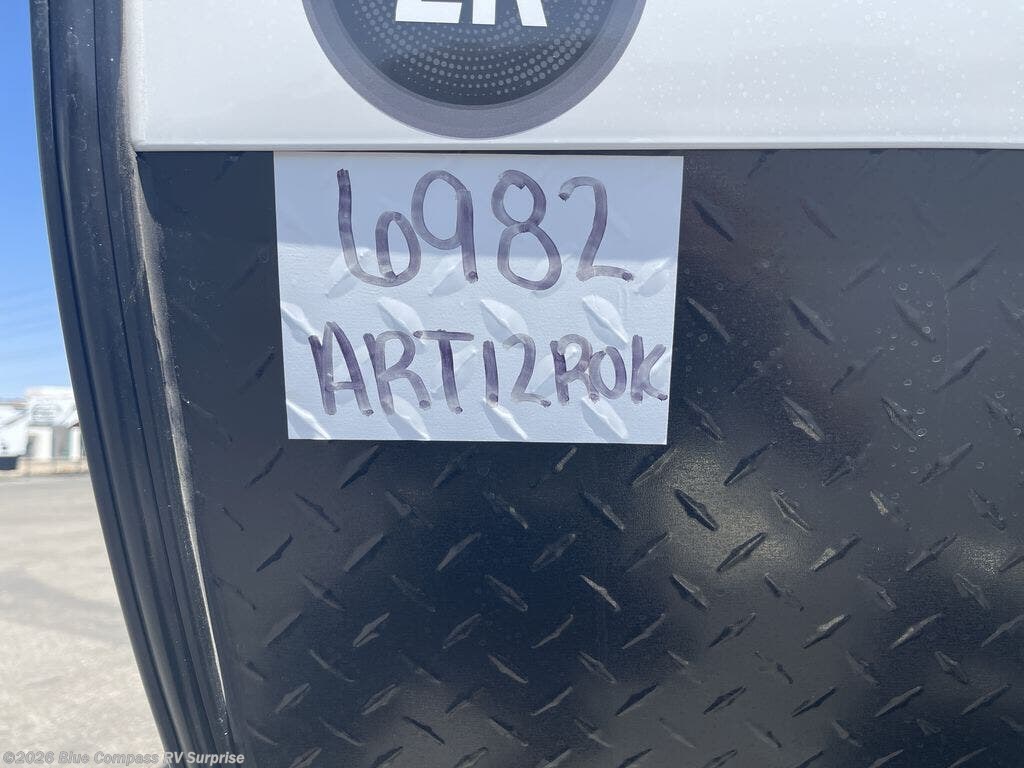 6982
ART12ROK
©2026 Blue Compass RV Surprise